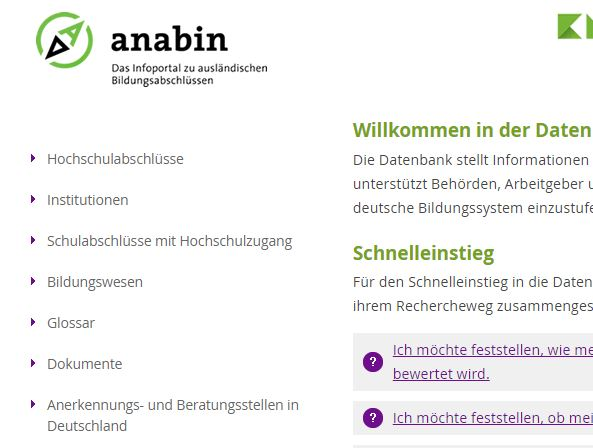 anabin
Das Infoportal zu ausländischen
Bildungsabschlüssen
Hochschulabschlüsse
Institutionen
Schulabschlüsse mit Hochschulzugang
Bildungswesen
Glossar
Dokumente
Anerkennungs- und Beratungsstellen in
Deutschland
Willkommen in der Daten
Die Datenbank stellt Informationen
unterstützt Behörden, Arbeitgeber
deutsche Bildungssystem einzustufe
Schnelleinstieg
Für den Schnelleinstieg in die Daten
ihrem Rechercheweg zusammenges
? Ich möchte feststellen, wie me
bewertet wird.
? Ich möchte feststellen, ob mei